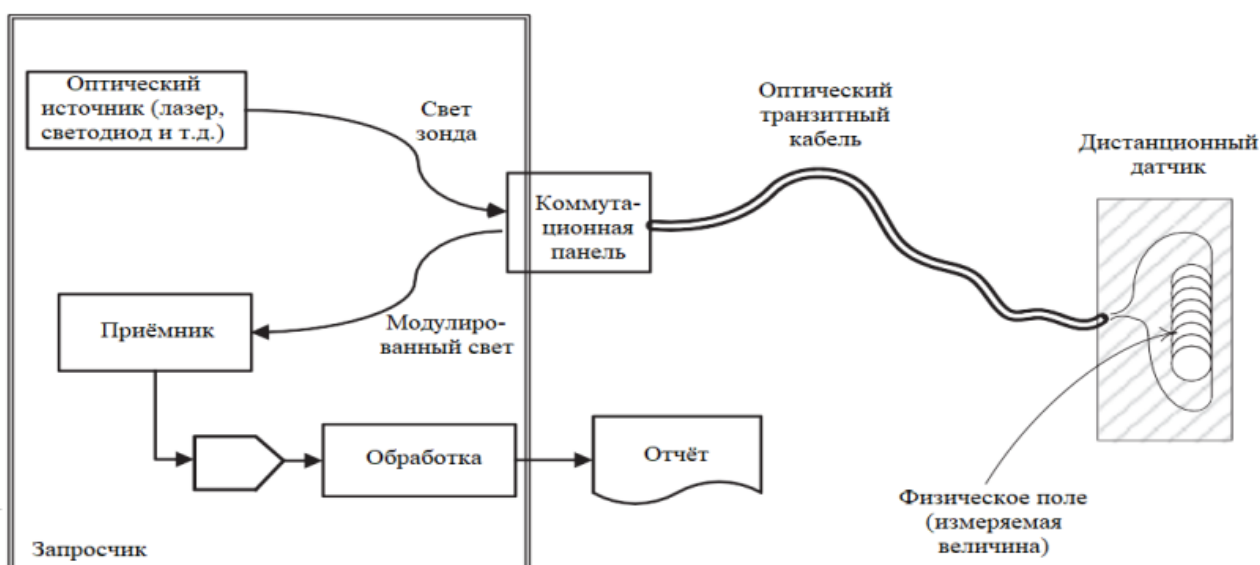 Оптический
источник (лазер,
светодиод и т.д.)
Свет
зонда
Оптический
транзитный
кабель
Дистанционный
датчик
Коммута-
ционная
панель
Приёмник
Модулиро-
ванный свет
Обработка
Отчёт
Физическое поле
(измеряемая
величина)
Запросчик